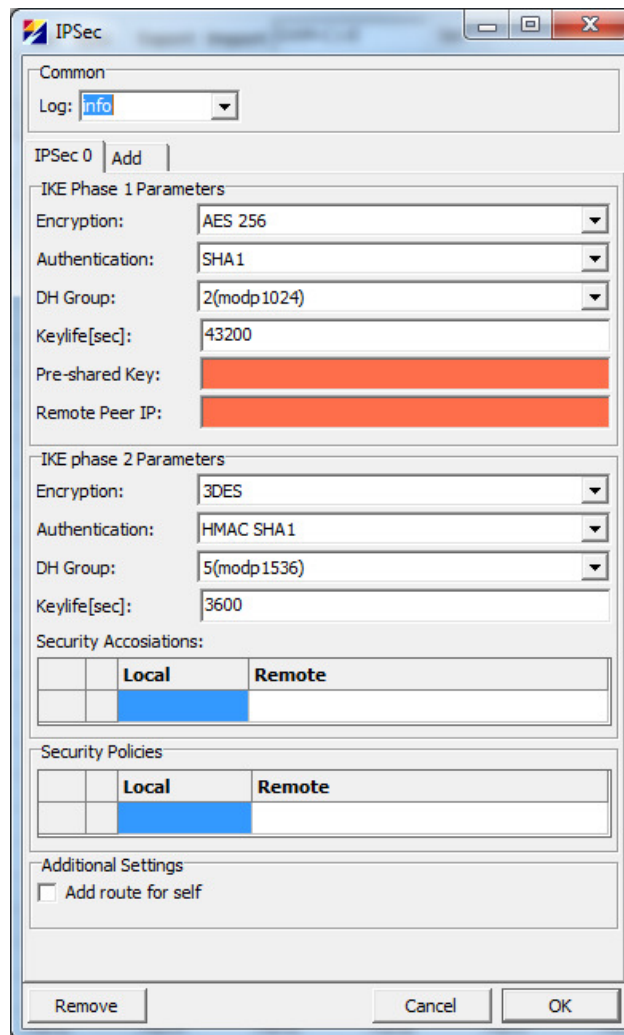 IPSec
Common
Log: info
IPSec 0 Add
IKE Phase 1 Parameters
Encryption: AES 256
Authentication: SHA1
DH Group: 2(modp1024)
Keylife[sec]: 43200
Pre-shared Key:
Remote Peer IP:
IKE phase 2 Parameters
Encryption: 3DES
Authentication: HMAC SHA1
DH Group: 5(modp1536)
Keylife[sec]: 3600
Security Accosiations:
Local Remote
Security Policies
Local Remote
Additional Settings
Add route for self
Remove Cancel OK